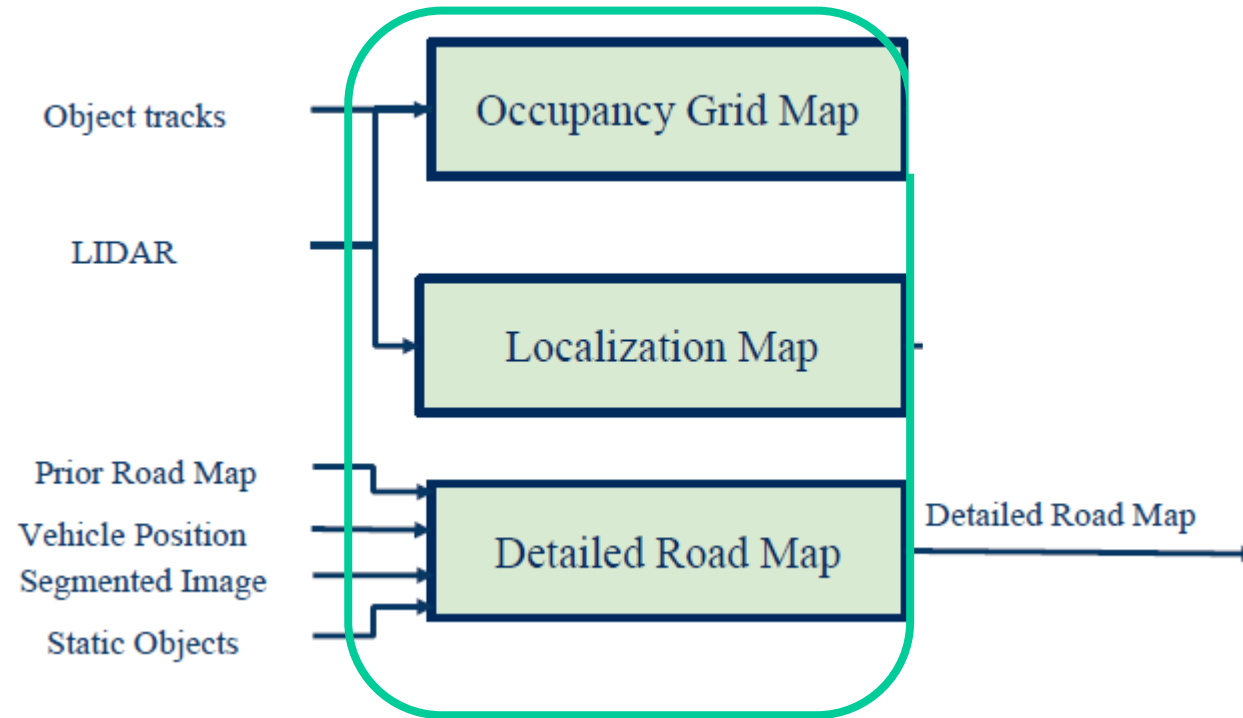 Object tracks
Occupancy Grid Map
LIDAR
Localization Map
Prior Road Map
Vehicle Position
Segmented Image
Static Objects
Detailed Road Map
Detailed Road Map